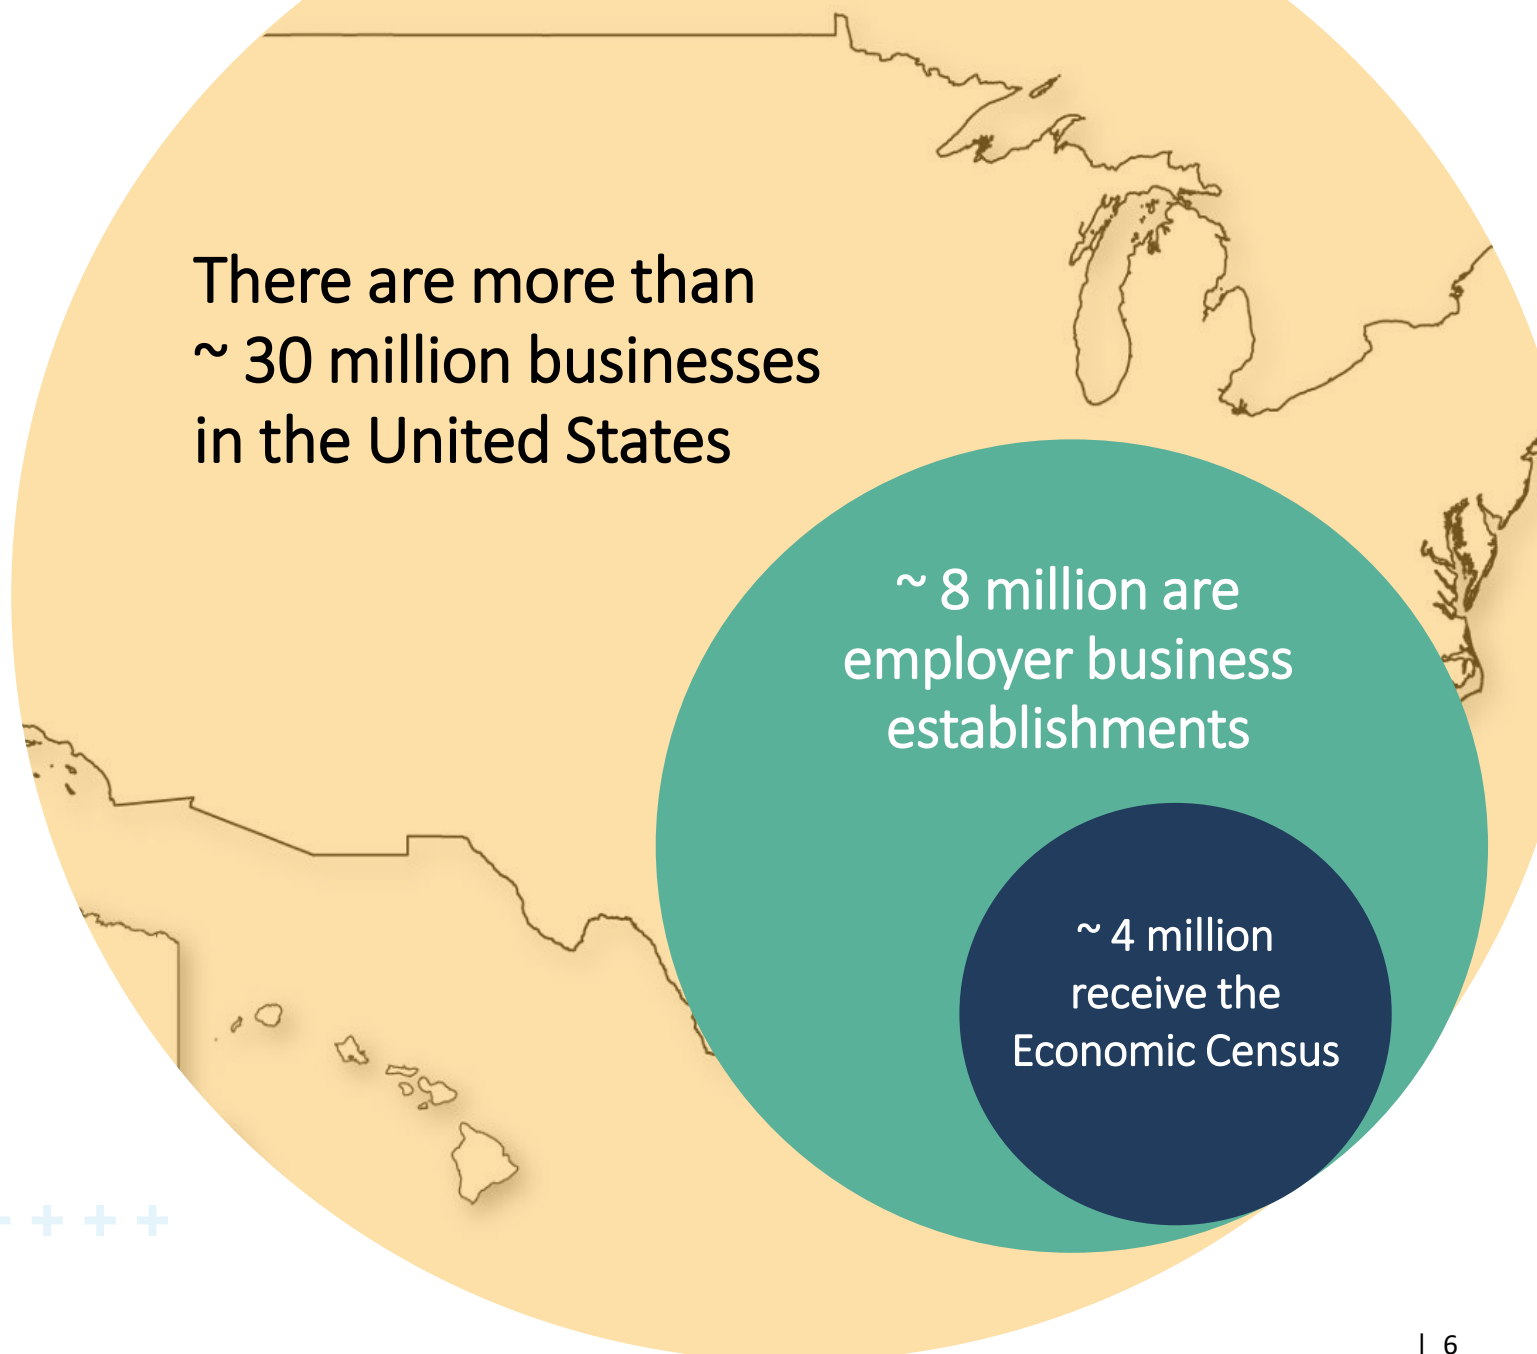 There are more than
~ 30 million businesses
in the United States
~ 8 million are
employer business
establishments
~ 4 million
receive the
Economic Census
| 6